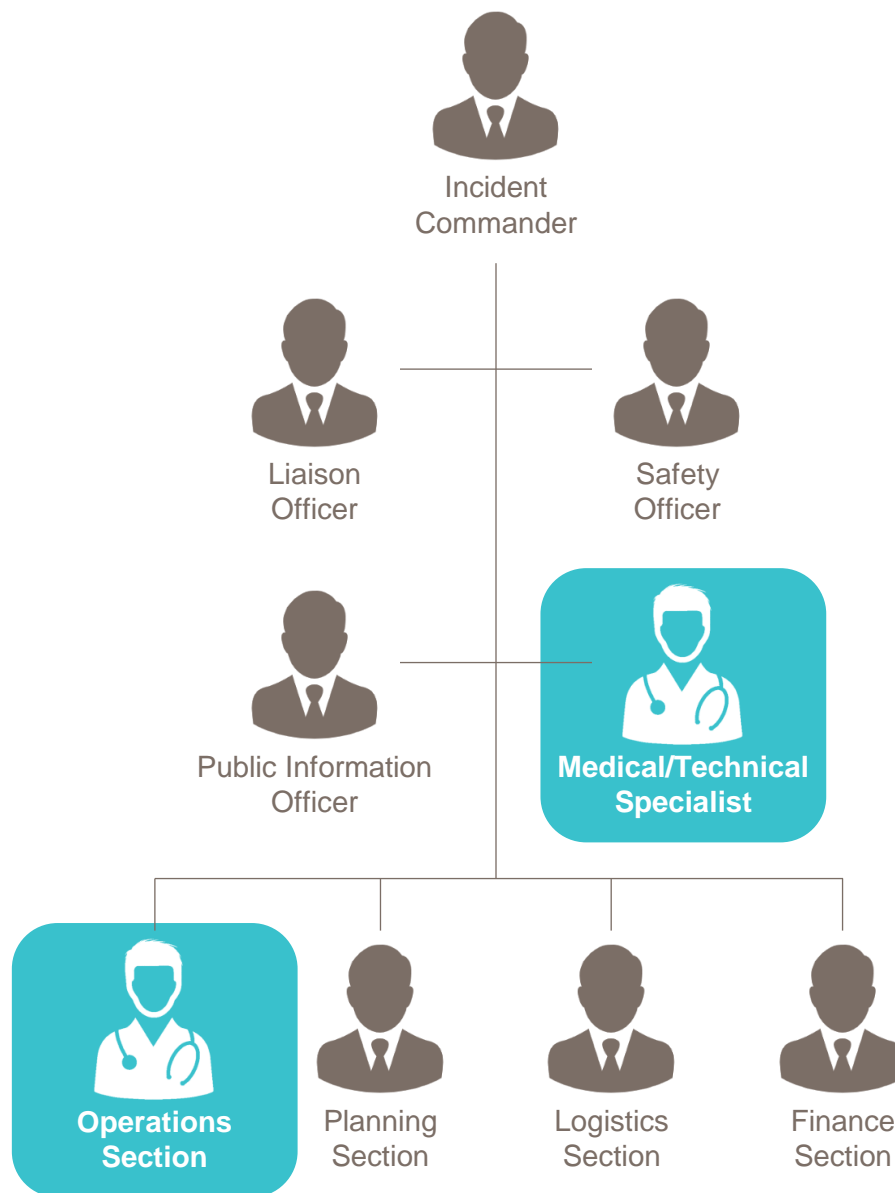 Incident
Commander
Liaison
Officer
Safety
Officer
Public Information
Officer
Medical/Technical
Specialist
Operations
Section
Planning
Section
Logistics
Section
Finance
Section